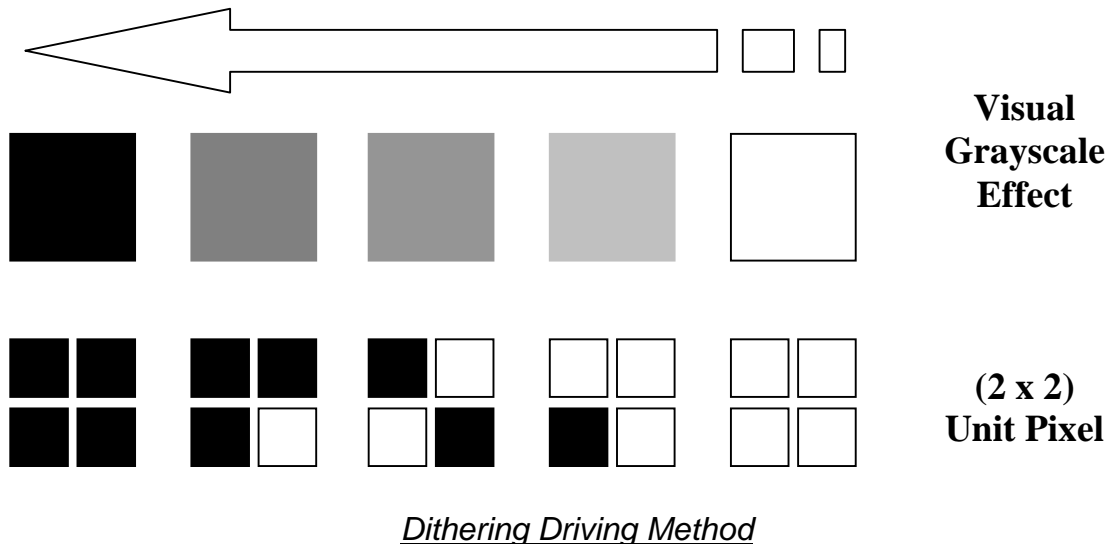 Visual
Grayscale
Effect
(2 x 2)
Unit Pixel
Dithering Driving Method